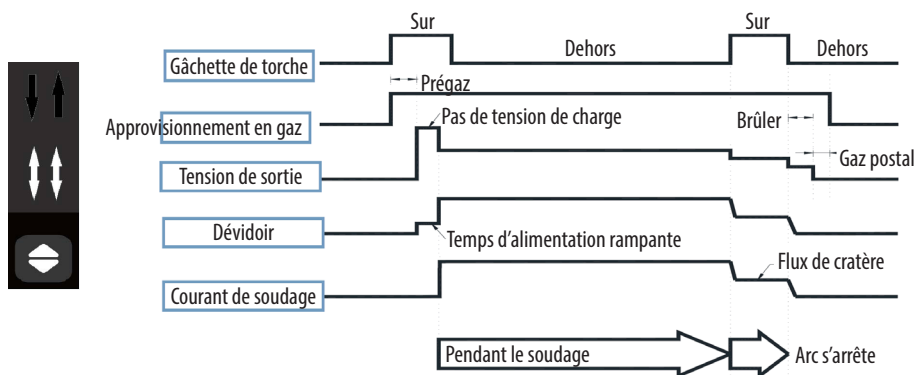 Sur
Sur
Dehors
Dehors
Gâchette de torche
Prégaz
Approvisionnement en gaz
Pas de tension de charge
Brûler
Gaz postal
Tension de sortie
Dévidoir
Temps d'alimentation rampante
Flux de cratère
Courant de soudage
Pendant le soudage
Arc s'arrête